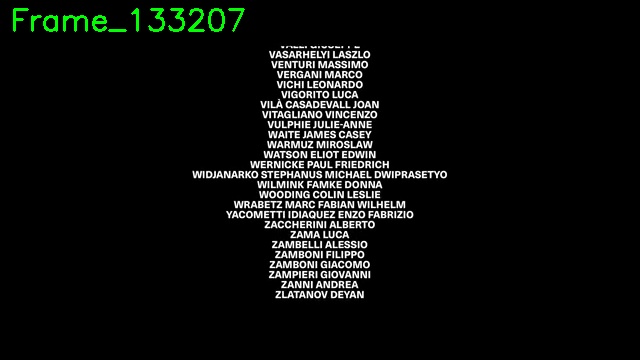 Frame_133207
VALLI GIUSEPPE
VASARHELYI LASZLO
VENTURI MASSIMO
VERGANI MARCO
VICHI LEONARDO
VIGORITO LUCA
VILÀ CASADEVALL JOAN
VITAGLIANO VINCENZO
VULPHIE JULIE-ANNE
WAITE JAMES CASEY
WARMUZ MIROSLAW
WATSON ELIOT EDWIN
WERNICKE PAUL FRIEDRICH
WIDJANARKO STEPHANUS MICHAEL DWIPRASETYO
WILMINK FAMKE DONNA
WOODING COLIN LESLIE
WRABETZ MARC FABIAN WILHELM
YACOMETTI IDIAQUEZ ENZO FABRIZIO
ZACCHERINI ALBERTO
ZAMA LUCA
ZAMBELLI ALESSIO
ZAMBONI FILIPPO
ZAMBONI GIACOMO
ZAMPIERI GIOVANNI
ZANNI ANDREA
ZLATANOV DEYAN